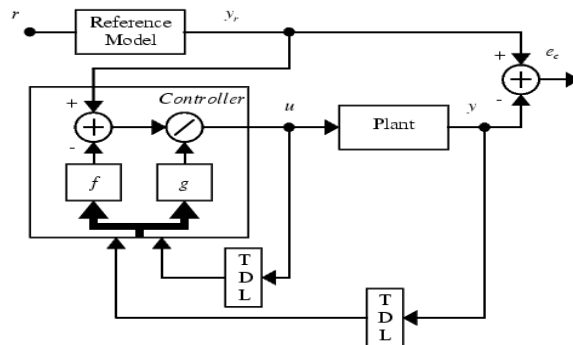 r
Reference
Model
y_r
+
-
e_c
+
-
Controller
u
Plant
y
f
g
T
D
L
T
D
L